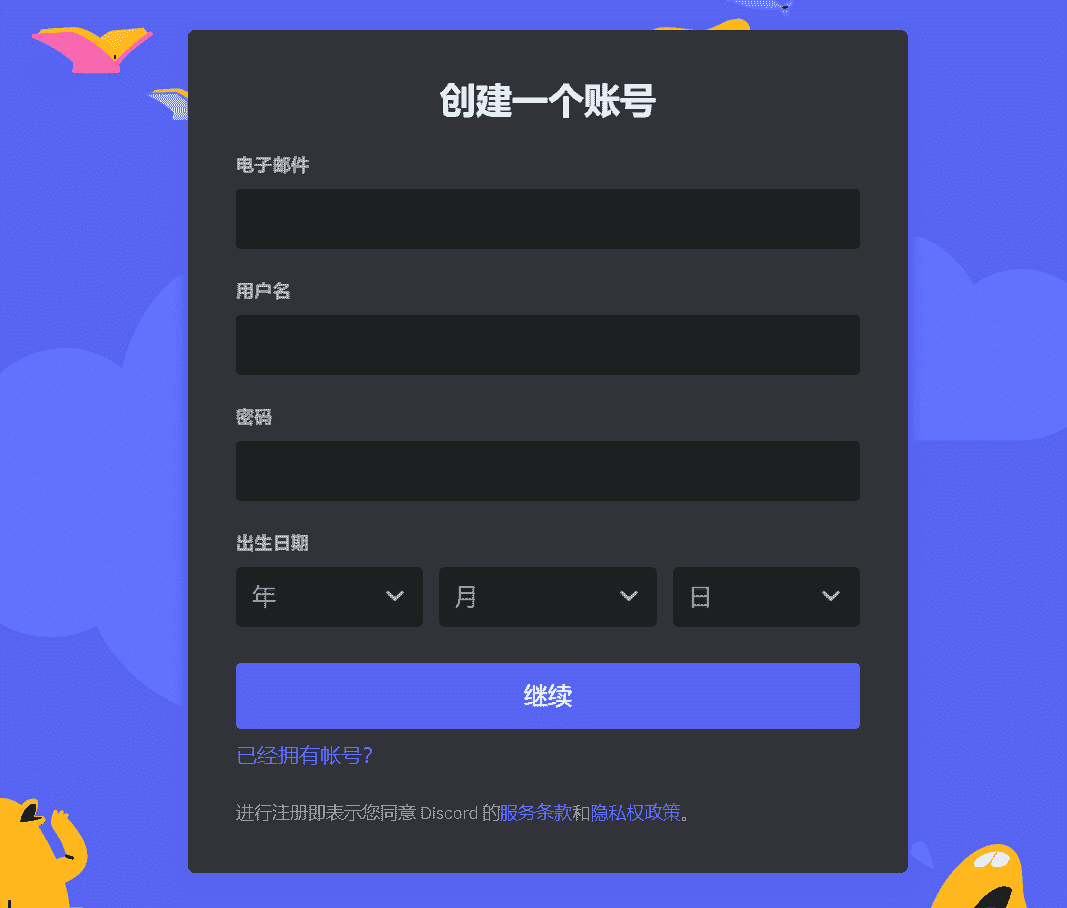 创建一个账号
电子邮件
用户名
密码
出生日期
年 月 日
继续
已经拥有帐号?
进行注册即表示您同意 Discord 的服务条款和隐私权政策。